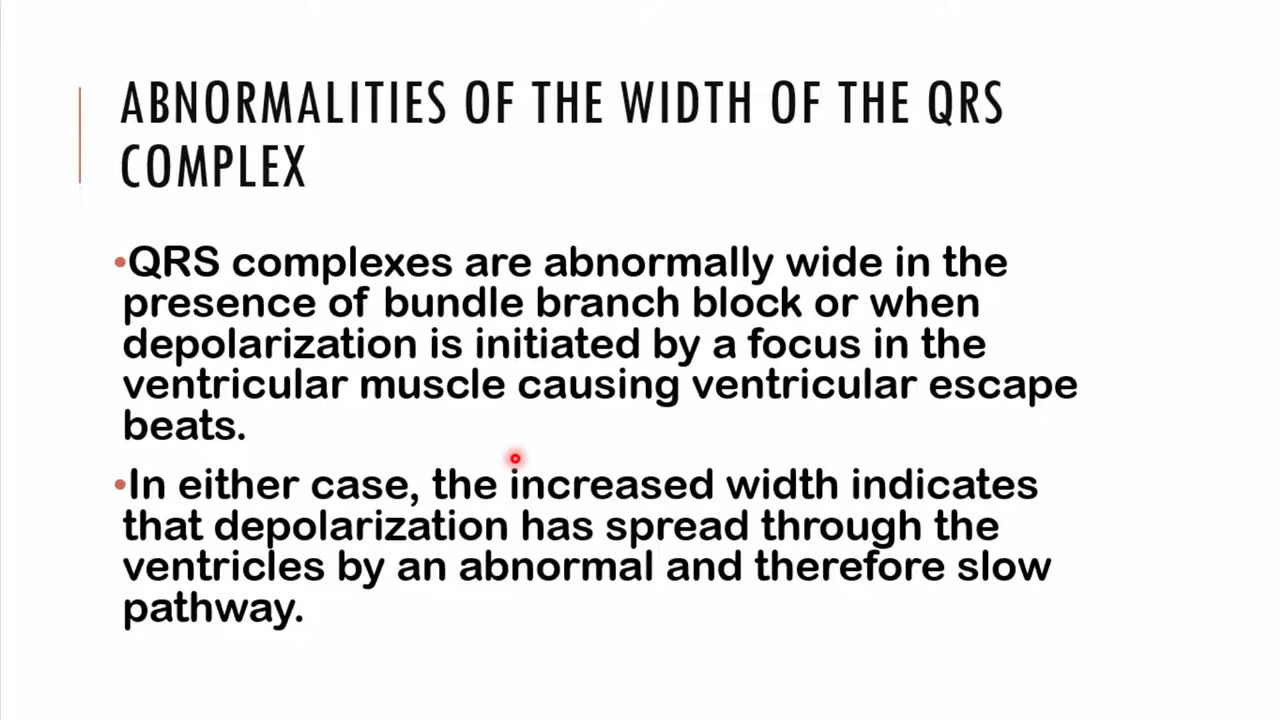 ABNORMALITIES OF THE WIDTH OF THE QRS
COMPLEX
•QRS complexes are abnormally wide in the
presence of bundle branch block or when
depolarization is initiated by a focus in the
ventricular muscle causing ventricular escape
beats.
•In either case, the increased width indicates
that depolarization has spread through the
ventricles by an abnormal and therefore slow
pathway.